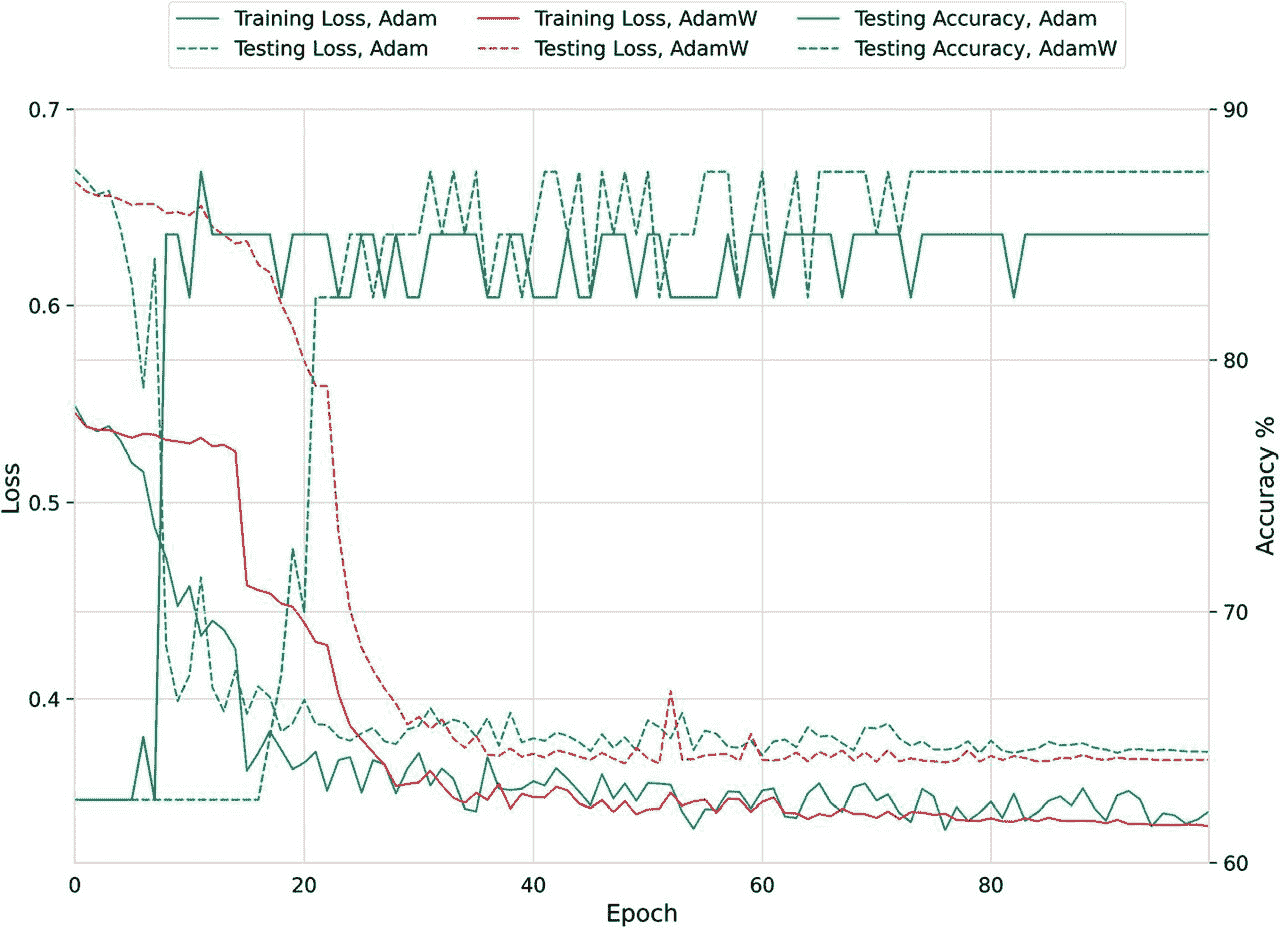 Training Loss, Adam Training Loss, AdamW Testing Accuracy, Adam
Testing Loss, Adam Testing Loss, AdamW Testing Accuracy, AdamW
0.7 90
0.6
80
0.5
Loss
Accuracy %
70
0.4
60
0 20 40 60 80
Epoch